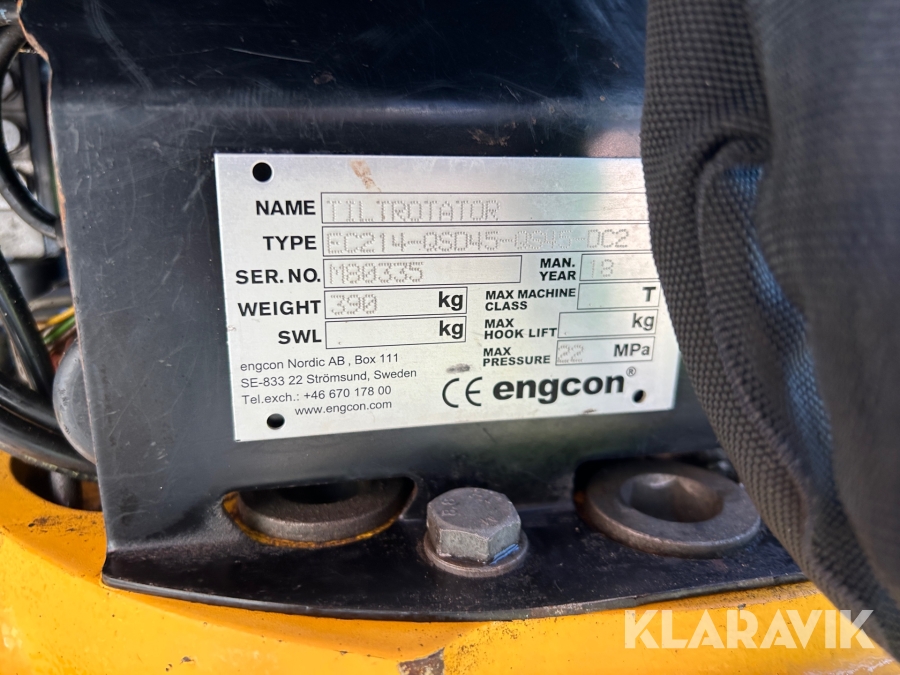 NAME TILTROTATOR
TYPE EC214-QSD45-QS45-DC2
SER. NO. M80335 MAN. YEAR 18
WEIGHT 390 kg MAX MACHINE CLASS T
SWL kg MAX HOOK LIFT kg
MAX PRESSURE 22 MPa
engcon Nordic AB , Box 111
SE-833 22 Strömsund, Sweden
Tel.exch.: +46 670 178 00
www.engcon.com
CE engcon®
KLARAVIK